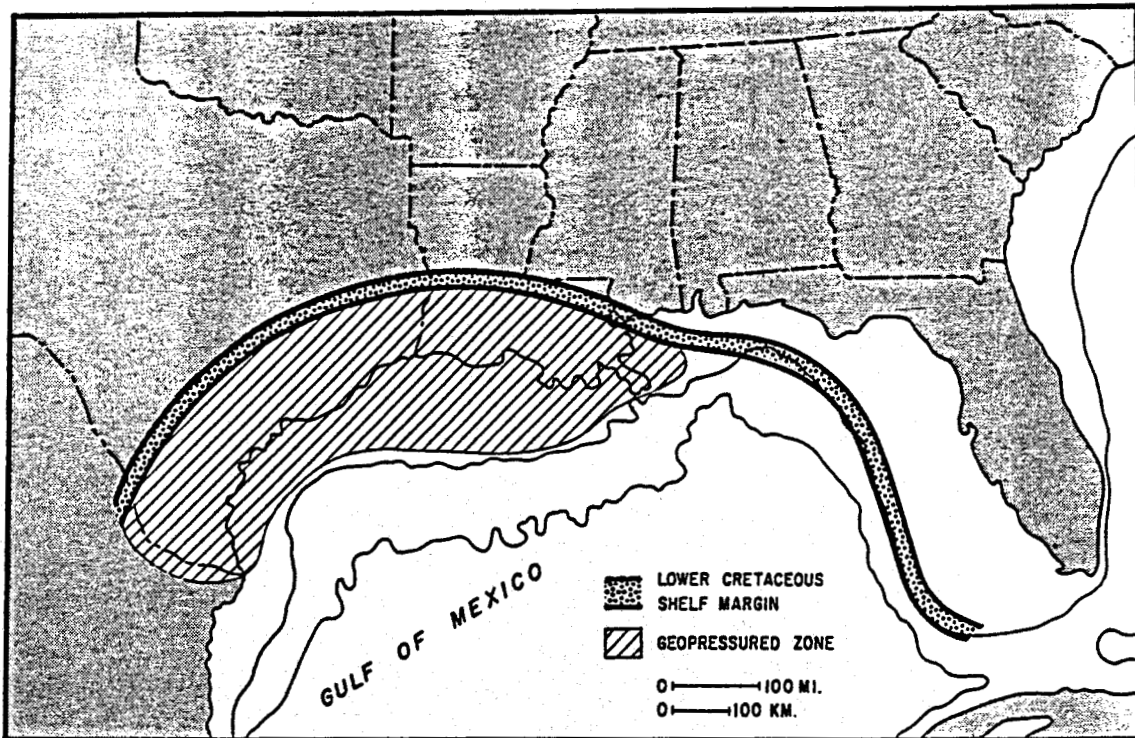 GULF OF MEXICO
LOWER CRETACEOUS
SHELF MARGIN
GEOPRESSURED ZONE
0 100 MI.
0 100 KM.